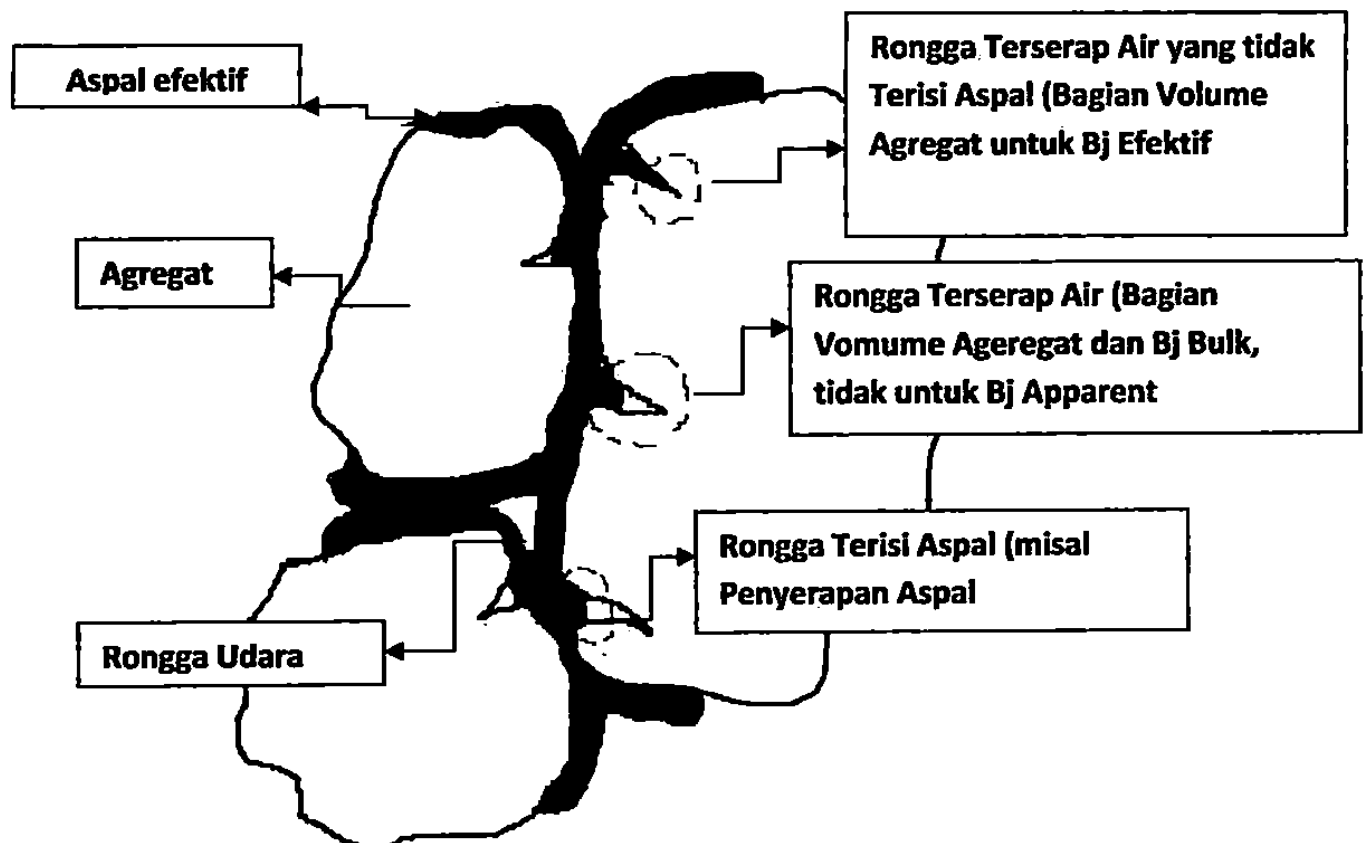 Aspal efektif
Rongga Terserap Air yang tidak
Terisi Aspal (Bagian Volume
Agregat untuk Bj Efektif
Agregat
Rongga Terserap Air (Bagian
Vomume Ageregat dan Bj Bulk,
tidak untuk Bj Apparent
Rongga Terisi Aspal (misal
Penyerapan Aspal
Rongga Udara